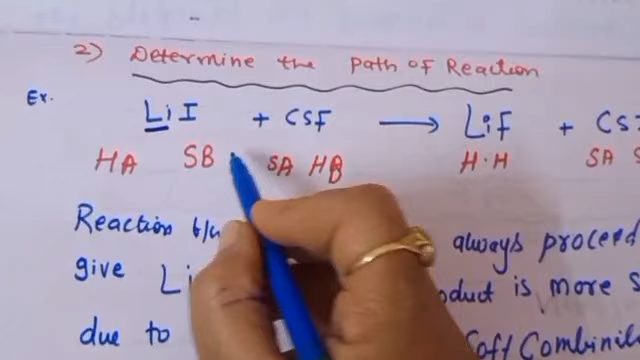 2) Determine the Path of Reaction
Ex. LiI + CSF → LiF + CS
HA SB SA HB H·H SA
Reaction b/w always proceed
give Li product is more
due to Soft Combin